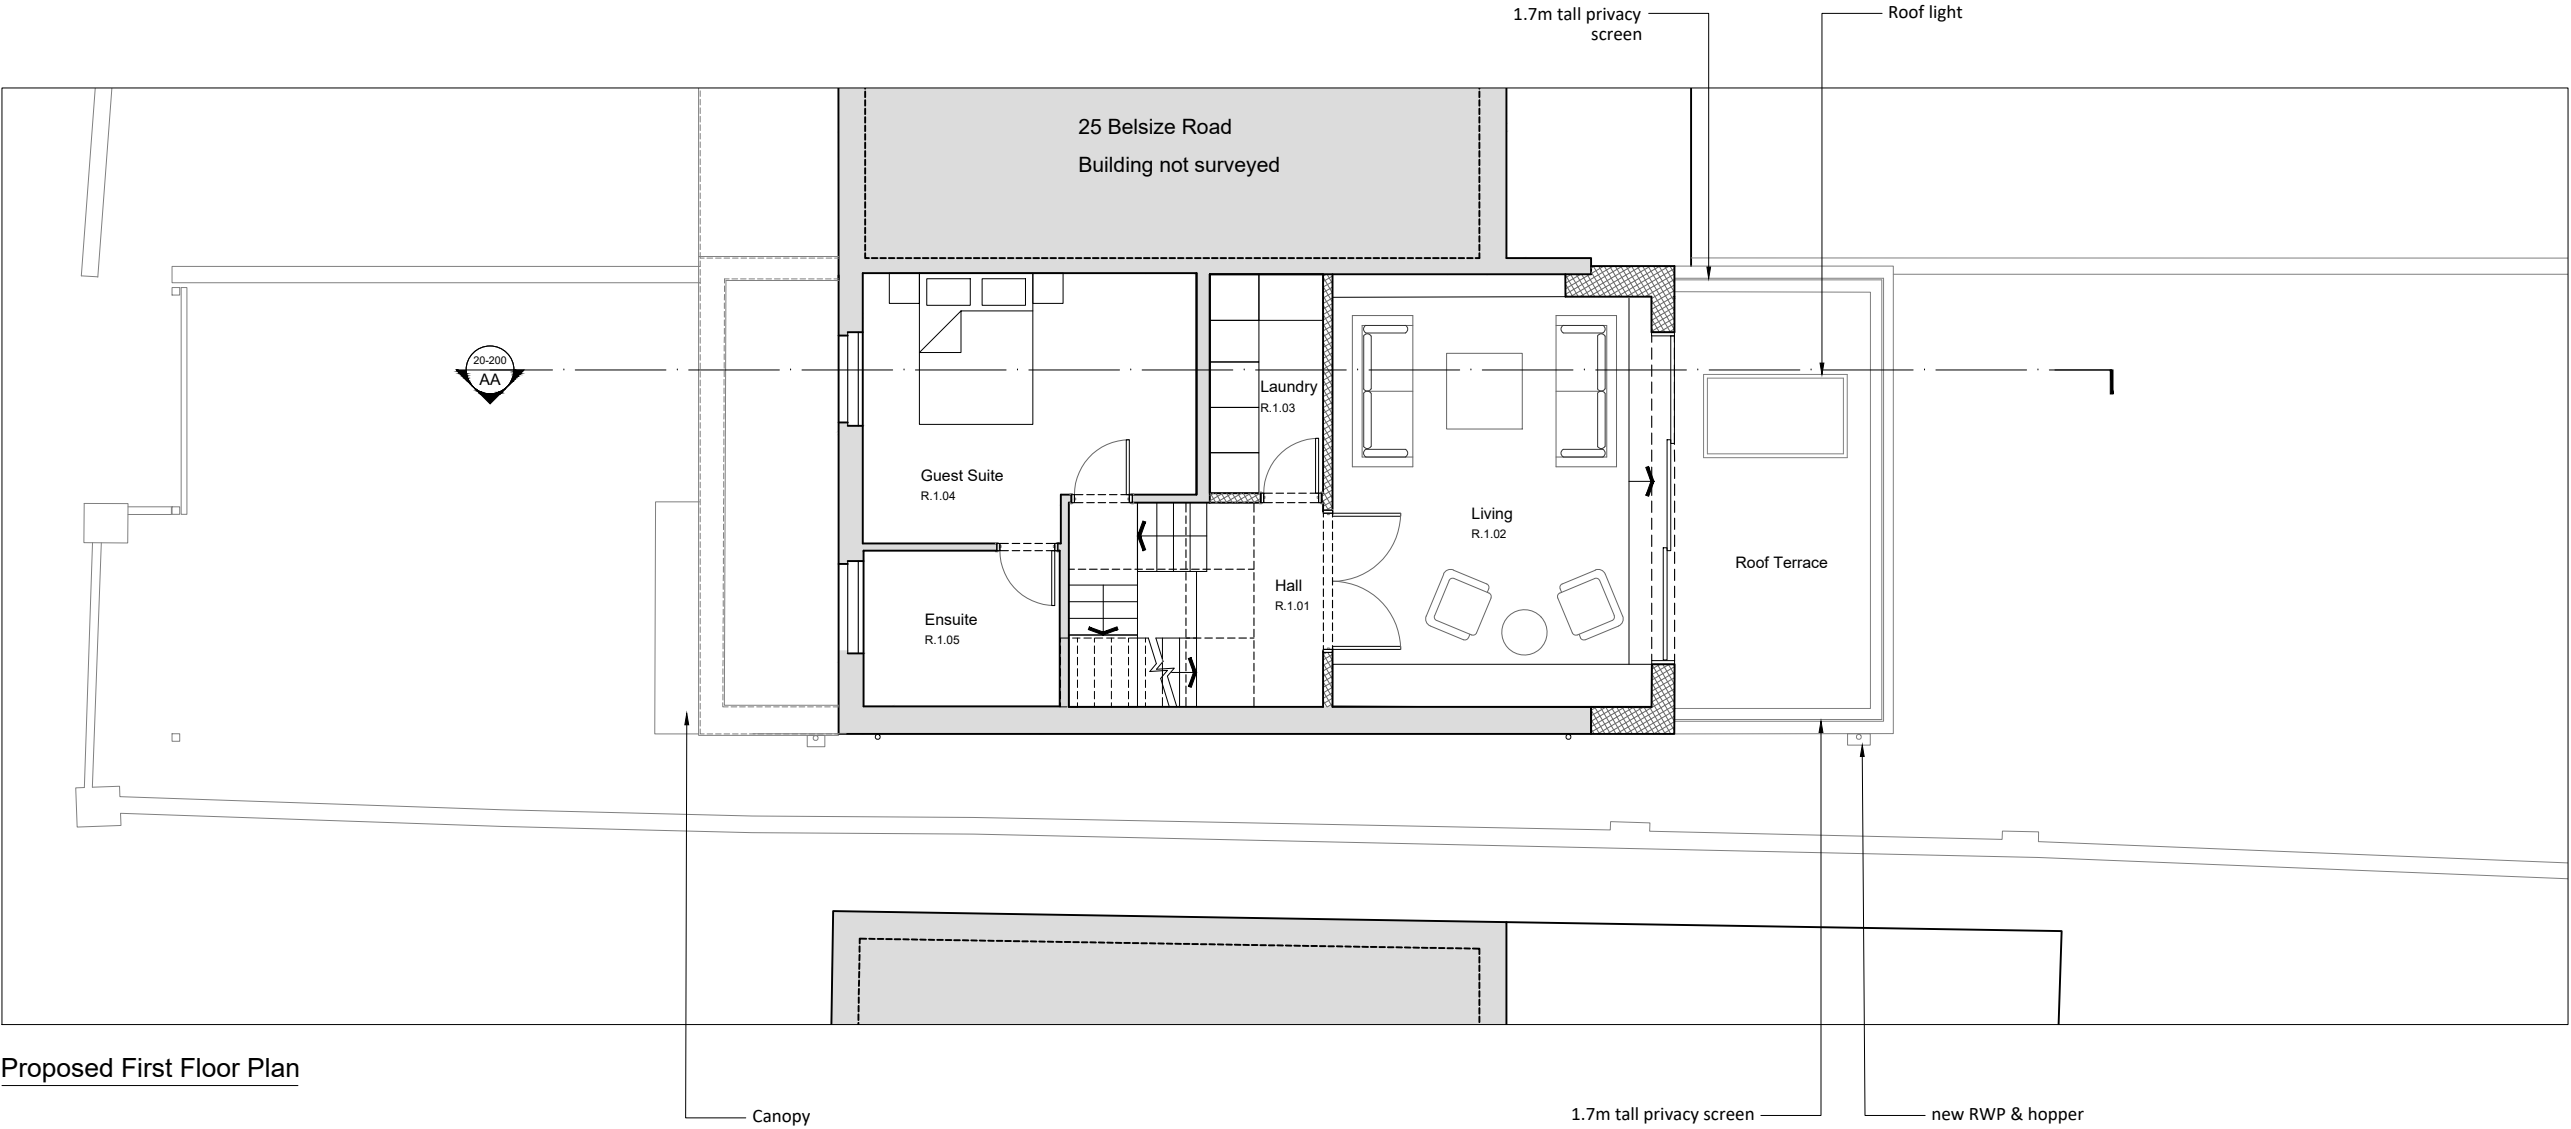 1.7m tall privacy
screen
Roof light
25 Belsize Road
Building not surveyed
20-200
AA
Laundry
R.1.03
Guest Suite
R.1.04
Living
R.1.02
Roof Terrace
Hall
R.1.01
Ensuite
R.1.05
Proposed First Floor Plan
Canopy
1.7m tall privacy screen
new RWP & hopper